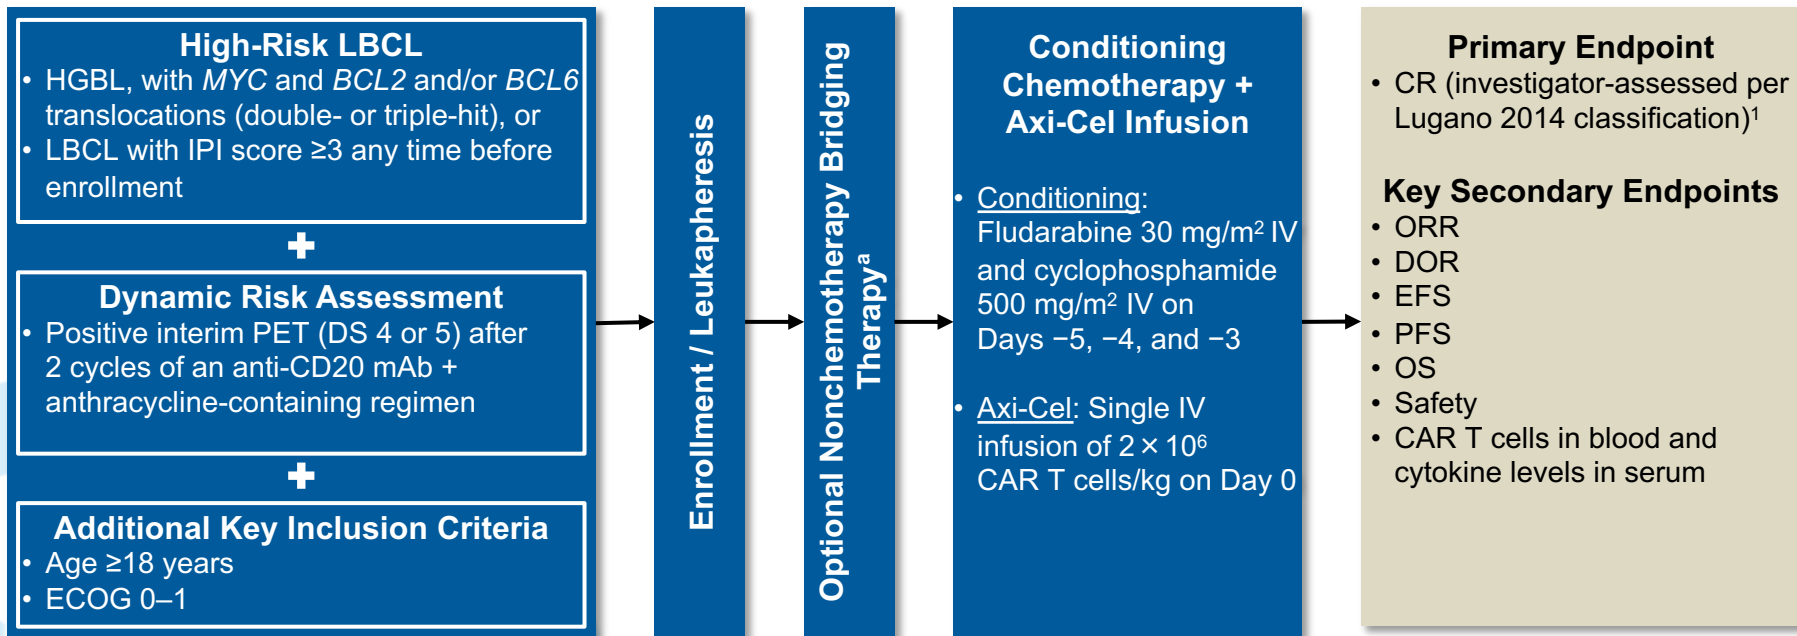 High-Risk LBCL
• HGBL, with MYC and BCL2 and/or BCL6
translocations (double- or triple-hit), or
• LBCL with IPI score ≥3 any time before
enrollment
Dynamic Risk Assessment
• Positive interim PET (DS 4 or 5) after
2 cycles of an anti-CD20 mAb +
anthracycline-containing regimen
Additional Key Inclusion Criteria
• Age ≥18 years
• ECOG 0–1
Enrollment / Leukapheresis
Optional Nonchemotherapy Bridging
Therapyᵃ
Conditioning
Chemotherapy +
Axi-Cel Infusion
• Conditioning:
Fludarabine 30 mg/m² IV
and cyclophosphamide
500 mg/m² IV on
Days −5, −4, and −3
• Axi-Cel: Single IV
infusion of 2 × 10⁶
CAR T cells/kg on Day 0
Primary Endpoint
• CR (investigator-assessed per
Lugano 2014 classification)¹
Key Secondary Endpoints
• ORR
• DOR
• EFS
• PFS
• OS
• Safety
• CAR T cells in blood and
cytokine levels in serum